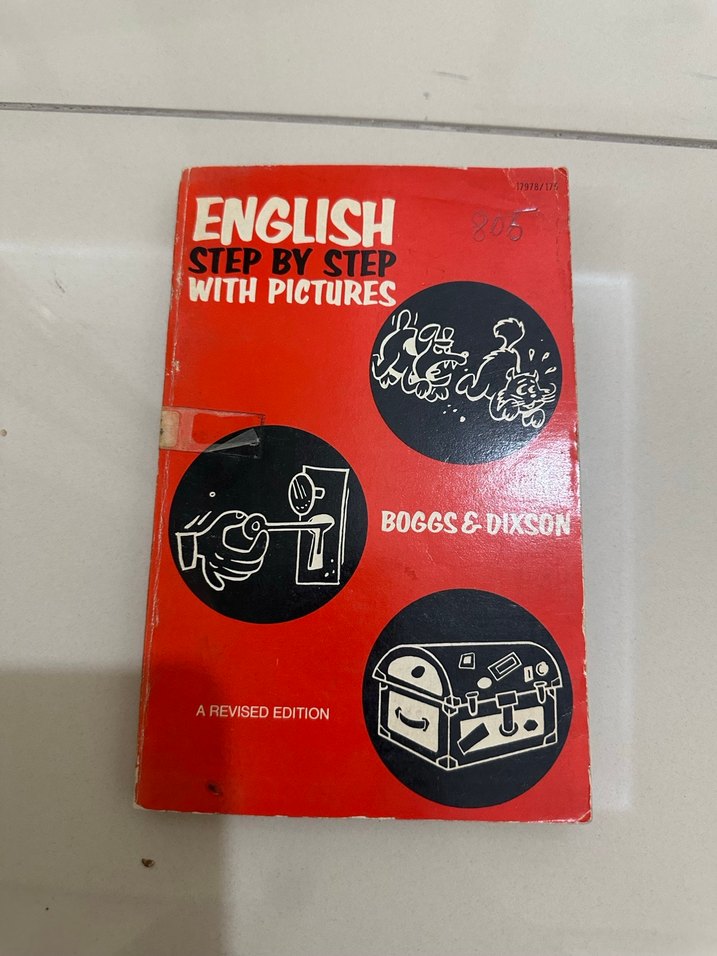 17978/175
ENGLISH
805
STEP BY STEP
WITH PICTURES
BOGGS & DIXSON
A REVISED EDITION